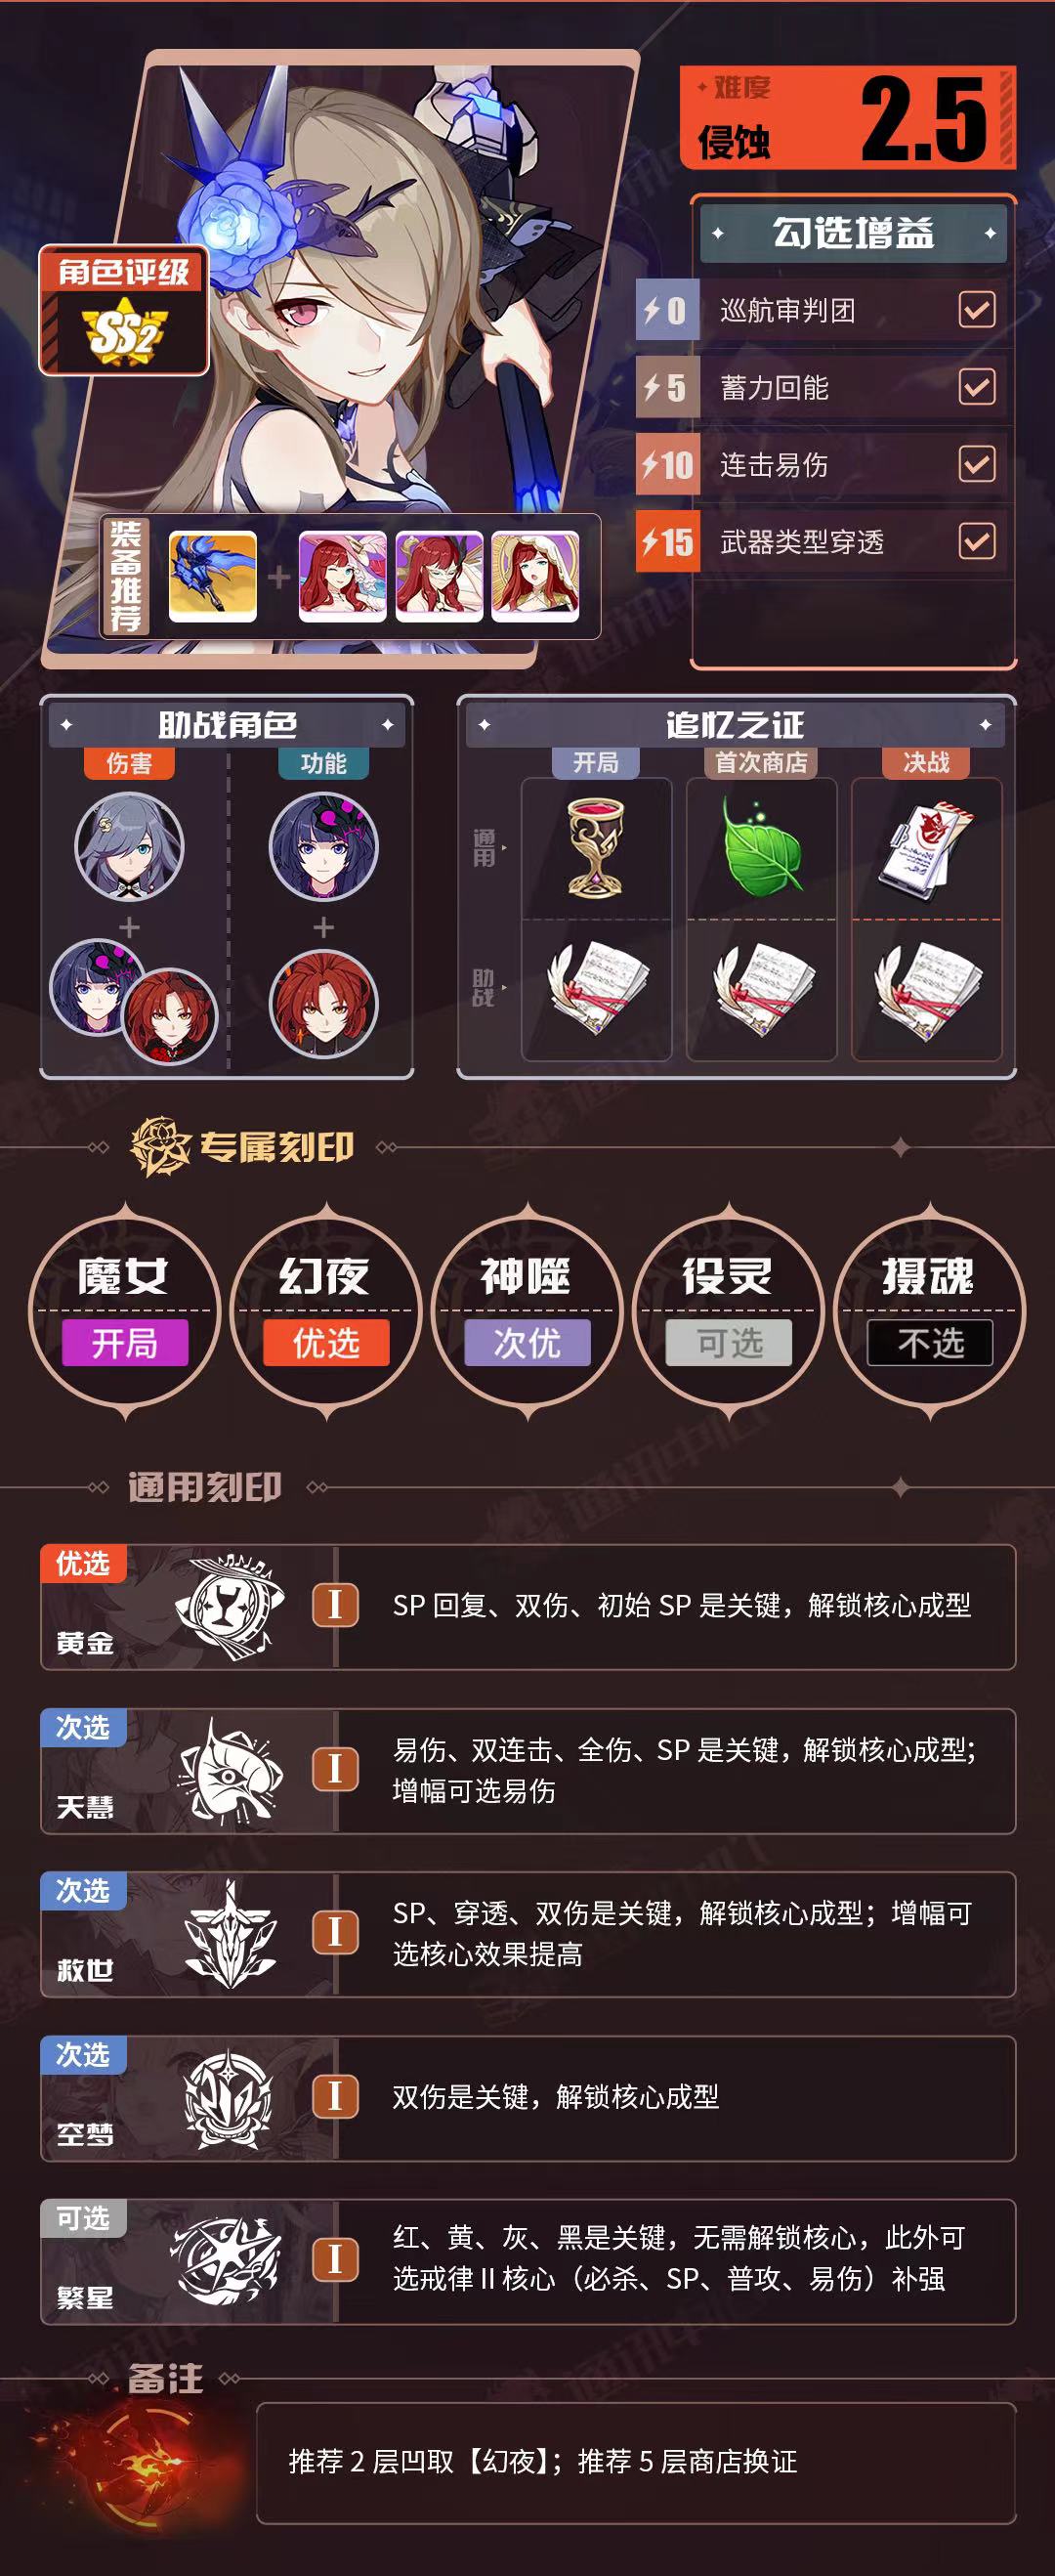 难度
侵蚀
2.5
勾选增益
0 巡航审判团
5 蓄力回能
10 连击易伤
15 武器类型穿透
角色评级
SS2
装备推荐
助战角色
伤害
功能
追忆之证
开局
首次商店
决战
通用
助战
专属刻印
魔女
开局
幻夜
优选
神噬
次优
役灵
可选
摄魂
不选
通用刻印
优选
黄金
I
SP 回复、双伤、初始 SP 是关键，解锁核心成型
次选
天慧
I
易伤、双连击、全伤、SP 是关键，解锁核心成型；
增幅可选易伤
次选
救世
I
SP、穿透、双伤是关键，解锁核心成型；增幅可
选核心效果提高
次选
空梦
I
双伤是关键，解锁核心成型
可选
繁星
I
红、黄、灰、黑是关键，无需解锁核心，此外可
选戒律 II 核心（必杀、SP、普攻、易伤）补强
备注
推荐 2 层凹取【幻夜】；推荐 5 层商店换证